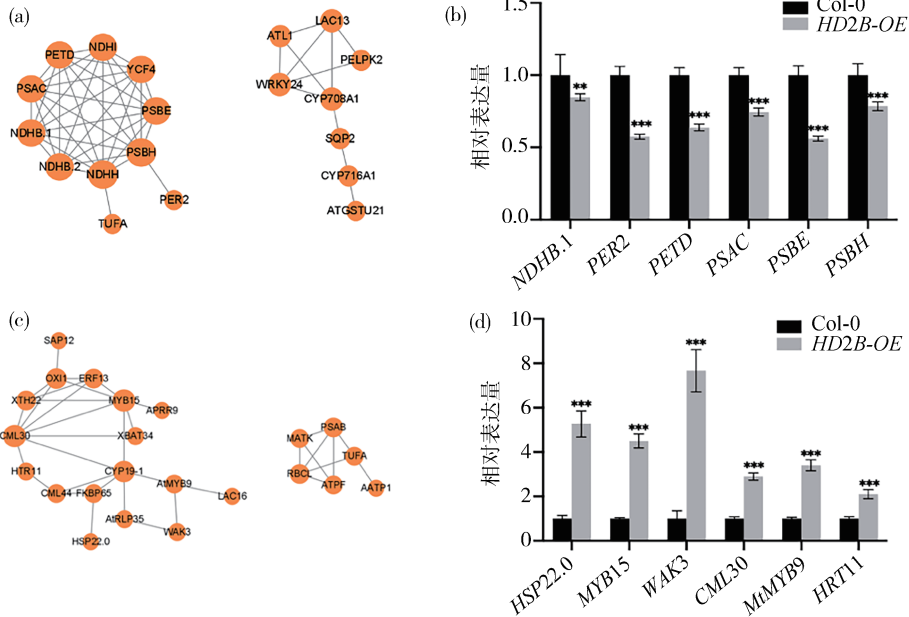 (a)
NDHI
PETD
YCF4
PSAC
PSBE
NDHB.1
PSBH
NDHB.2
NDHH
PER2
TUFA
LAC13
ATL1
PELPK2
WRKY24
CYP708A1
SQP2
CYP716A1
ATGSTU21
(b)
Col-0
HD2B-OE
相对表达量
1.5
1.0
0.5
0.0
**
***
***
***
***
***
NDHB.1
PER2
PETD
PSAC
PSBE
PSBH
(c)
SAP12
OXI1
ERF13
XTH22
MYB15
APRR9
CML30
XBAT34
HTR11
CYP19-1
CML44
FKBP65
AtMYB9
LAC16
AtRLP35
WAK3
HSP22.0
PSAB
MATK
TUFA
RBCL
ATPF
AATP1
(d)
Col-0
HD2B-OE
相对表达量
10
8
6
4
2
0
***
***
***
***
***
***
HSP22.0
MYB15
WAK3
CML30
MtMYB9
HRT11